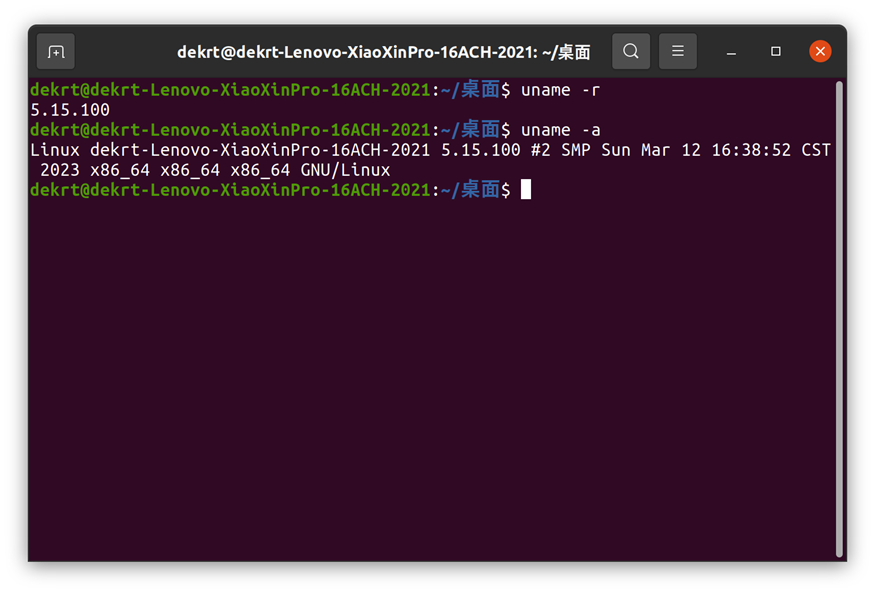 dekrt@dekrt-Lenovo-XiaoXinPro-16ACH-2021: ~/桌面
dekrt@dekrt-Lenovo-XiaoXinPro-16ACH-2021:~/桌面$ uname -r
5.15.100
dekrt@dekrt-Lenovo-XiaoXinPro-16ACH-2021:~/桌面$ uname -a
Linux dekrt-Lenovo-XiaoXinPro-16ACH-2021 5.15.100 #2 SMP Sun Mar 12 16:38:52 CST
 2023 x86_64 x86_64 x86_64 GNU/Linux
dekrt@dekrt-Lenovo-XiaoXinPro-16ACH-2021:~/桌面$